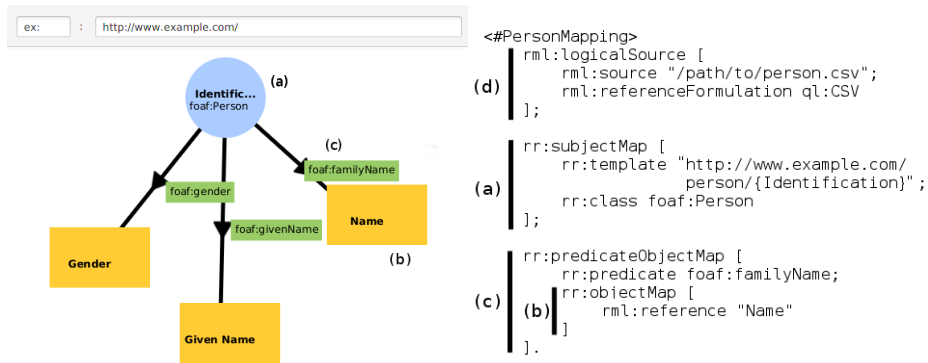 ex: : http://www.example.com/
(a)
Identific...
foaf:Person
(c)
foaf:familyName
foaf:gender
foaf:givenName
Name
(b)
Gender
Given Name
<#PersonMapping>
(d)
rml:logicalSource [
rml:source "/path/to/person.csv";
rml:referenceFormulation ql:CSV
];
(a)
rr:subjectMap [
rr:template "http://www.example.com/
person/{Identification}";
rr:class foaf:Person
];
(c)
rr:predicateObjectMap [
rr:predicate foaf:familyName;
(b)
rr:objectMap [
rml:reference "Name"
]
].